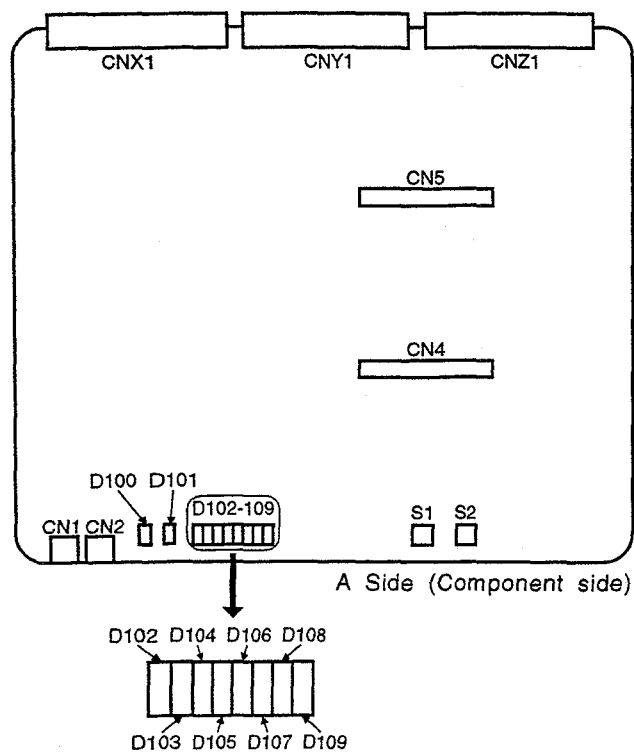 CNX1 CNY1 CNZ1
CN5
CN4
D100 D101
D102-109
CN1 CN2
S1 S2
A Side (Component side)
D102 D104 D106 D108
D103 D105 D107 D109